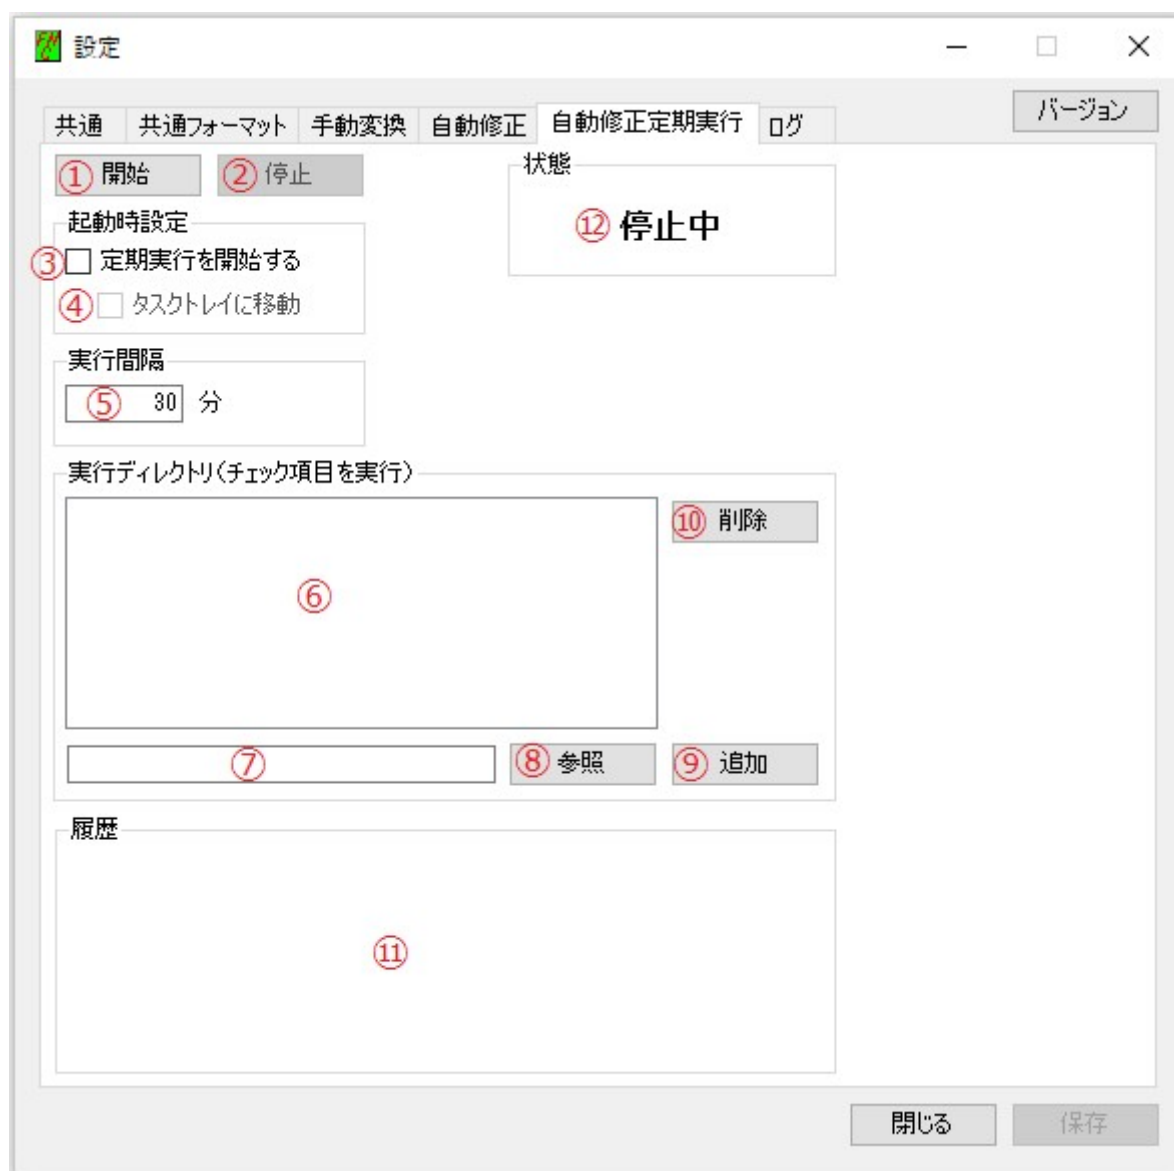 設定
バージョン
共通 共通フォーマット 手動変換 自動修正 自動修正定期実行 ログ
① 開始 ② 停止
状態
⑫ 停止中
起動時設定
③ 定期実行を開始する
④ タスクトレイに移動
実行間隔
⑤ 30 分
実行ディレクトリ(チェック項目を実行)
⑩ 削除
⑥
⑦ ⑧ 参照 ⑨ 追加
履歴
⑪
閉じる 保存